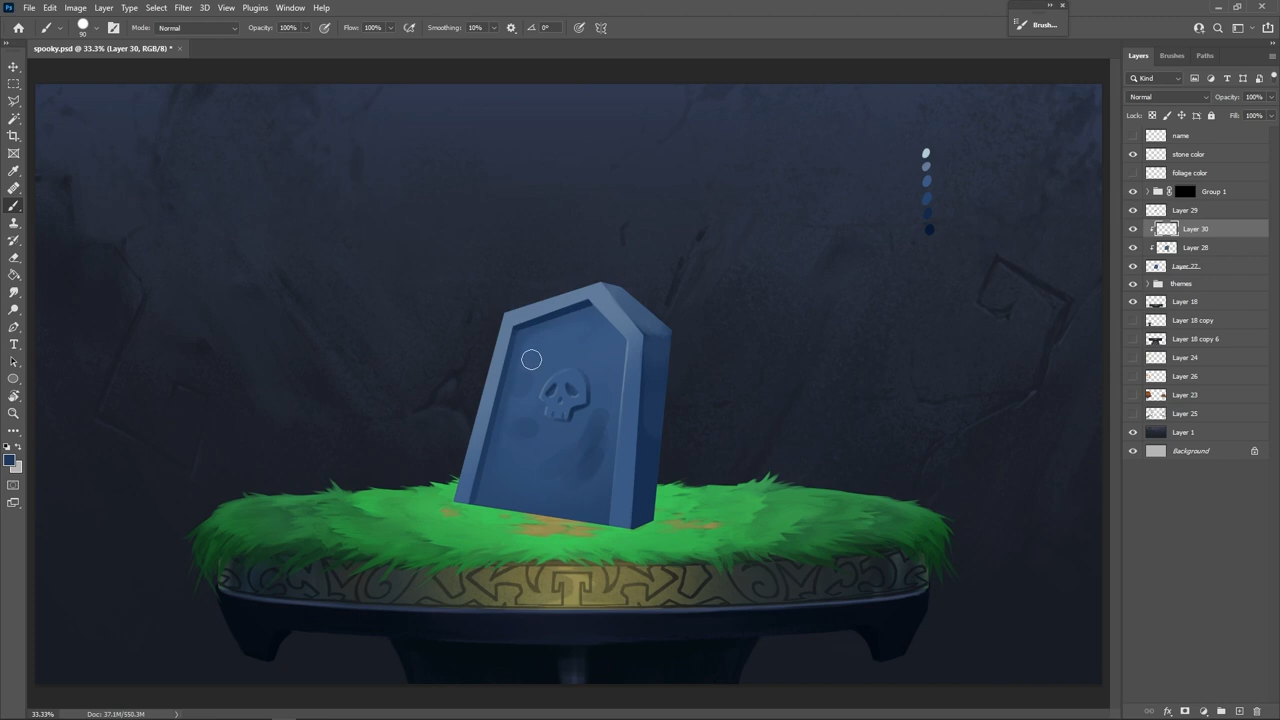 Ps File Edit Image Layer Type Select Filter 3D View Plugins Window Help
Brush...
90 Mode: Normal Opacity: 100% Flow: 100% Smoothing: 10% 0°
spooky.psd @ 33.3% (Layer 30, RGB/8) * ×
Layers Brushes Paths
Kind
Normal Opacity: 100%
Lock: Fill: 100%
name
stone color
foliage color
Group 1
Layer 29
Layer 30
Layer 28
Layer 27
themes
Layer 18
Layer 18 copy
Layer 18 copy 6
Layer 24
Layer 26
Layer 23
Layer 25
Layer 1
Background
33.33% Doc: 37.1M/550.3M